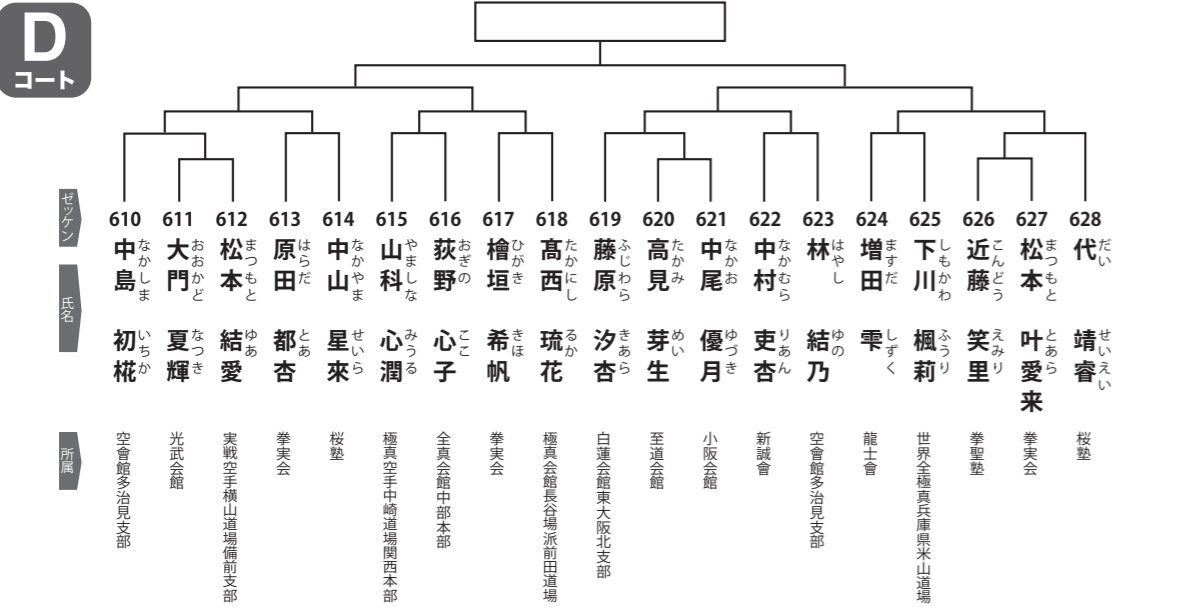 D
コート
ゼッケン
氏名
所属
610
中島 初椛
なかしま いちか
空會館多治見支部
611
大門 夏輝
おおかど なつき
光武会館
612
松本 結愛
まつもと ゆあ
実戦空手横山道場備前支部
613
原田 都杏
はらだ とあ
拳実会
614
中山 星來
なかやま せいら
桜塾
615
山科 心潤
やましな みうる
極真空手中崎道場関西本部
616
荻野 心子
おぎの ここ
全真会館中部本部
617
檜垣 希帆
ひがき きほ
拳実会
618
髙西 琉花
たかにし るか
極真会館長谷場派前田道場
619
藤原 汐杏
ふじわら きあら
白蓮会館東大阪北支部
620
高見 芽生
たかみ めい
至道会館
621
中尾 優月
なかお ゆづき
小阪会館
622
中村 吏杏
なかむら りあん
新誠會
623
林 結乃
はやし ゆの
空會館多治見支部
624
増田 雫
ますだ しずく
龍士會
625
下川 楓莉
しもかわ ふうり
世界全極真兵庫県米山道場
626
近藤 笑里
こんどう えみり
拳聖塾
627
松本 叶愛来
まつもと とあら
拳実会
628
代 靖睿
だい せいえい
桜塾